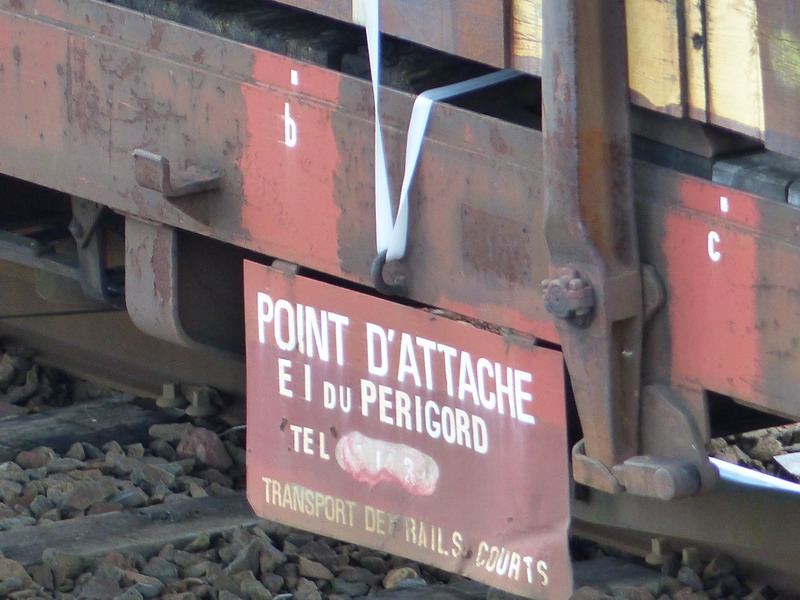 b
c
POINT D'ATTACHE
E I DU PERIGORD
TEL
TRANSPORT DE RAILS COURTS